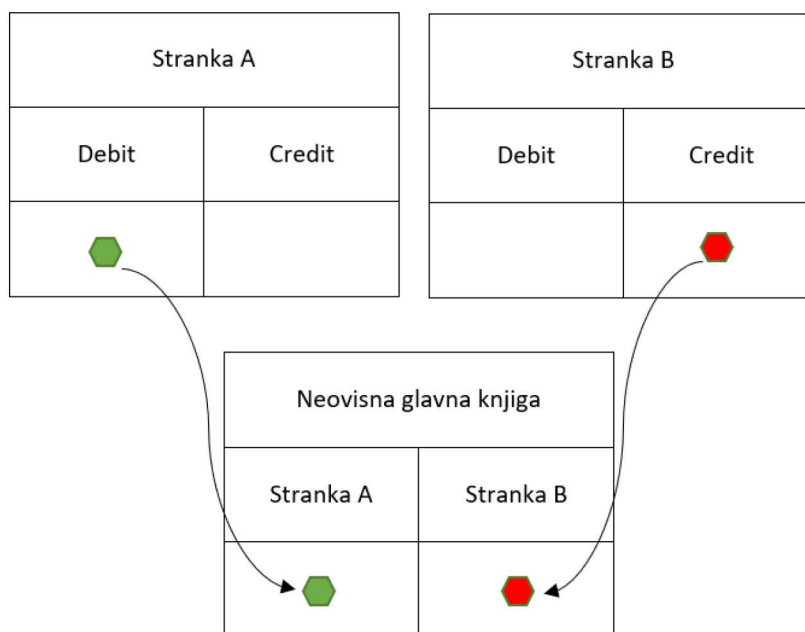 Stranka A
Stranka B
Debit
Credit
Debit
Credit
Neovisna glavna knjiga
Stranka A
Stranka B